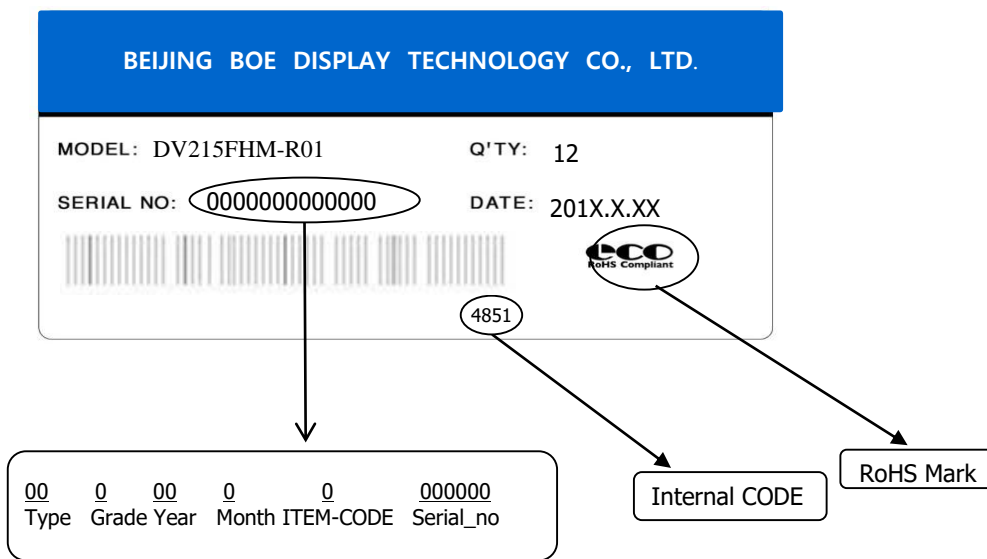 BEIJING BOE DISPLAY TECHNOLOGY CO., LTD.
MODEL: DV215FHM-R01 Q'TY: 12
SERIAL NO: 0000000000000 DATE: 201X.X.XX
eco
RoHS Compliant
4851
RoHS Mark
Internal CODE
00 0 00 0 0 000000
Type Grade Year Month ITEM-CODE Serial_no